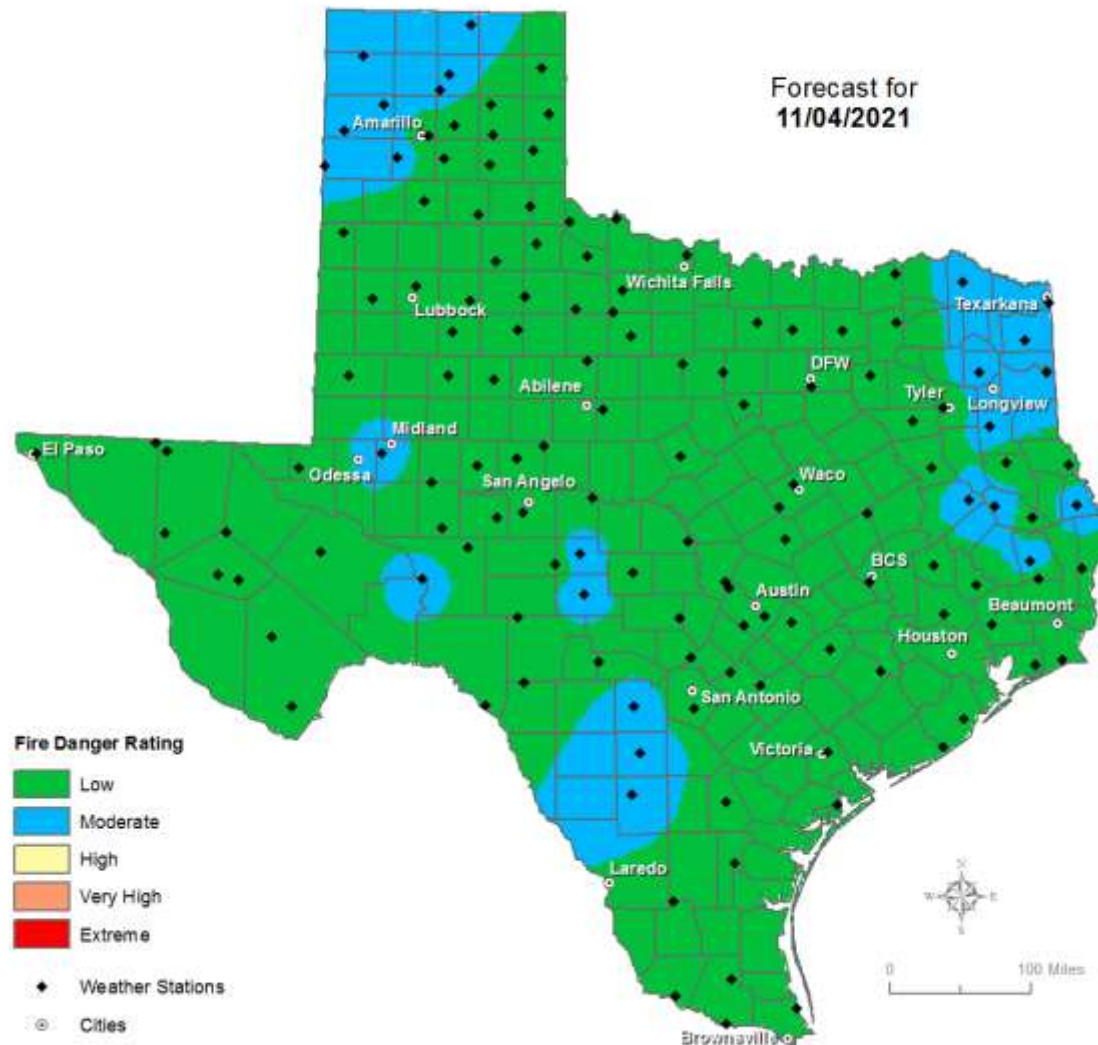 Forecast for
11/04/2021
Amarillo
Wichita Falls
Lubbock
Texarkana
DFW
Abilene
Tyler
Longview
Midland
El Paso
Odessa
San Angelo
Waco
BCS
Austin
Beaumont
Houston
San Antonio
Victoria
Laredo
Brownsville
Fire Danger Rating
Low
Moderate
High
Very High
Extreme
Weather Stations
Cities
N
W E
S
0 100 Miles